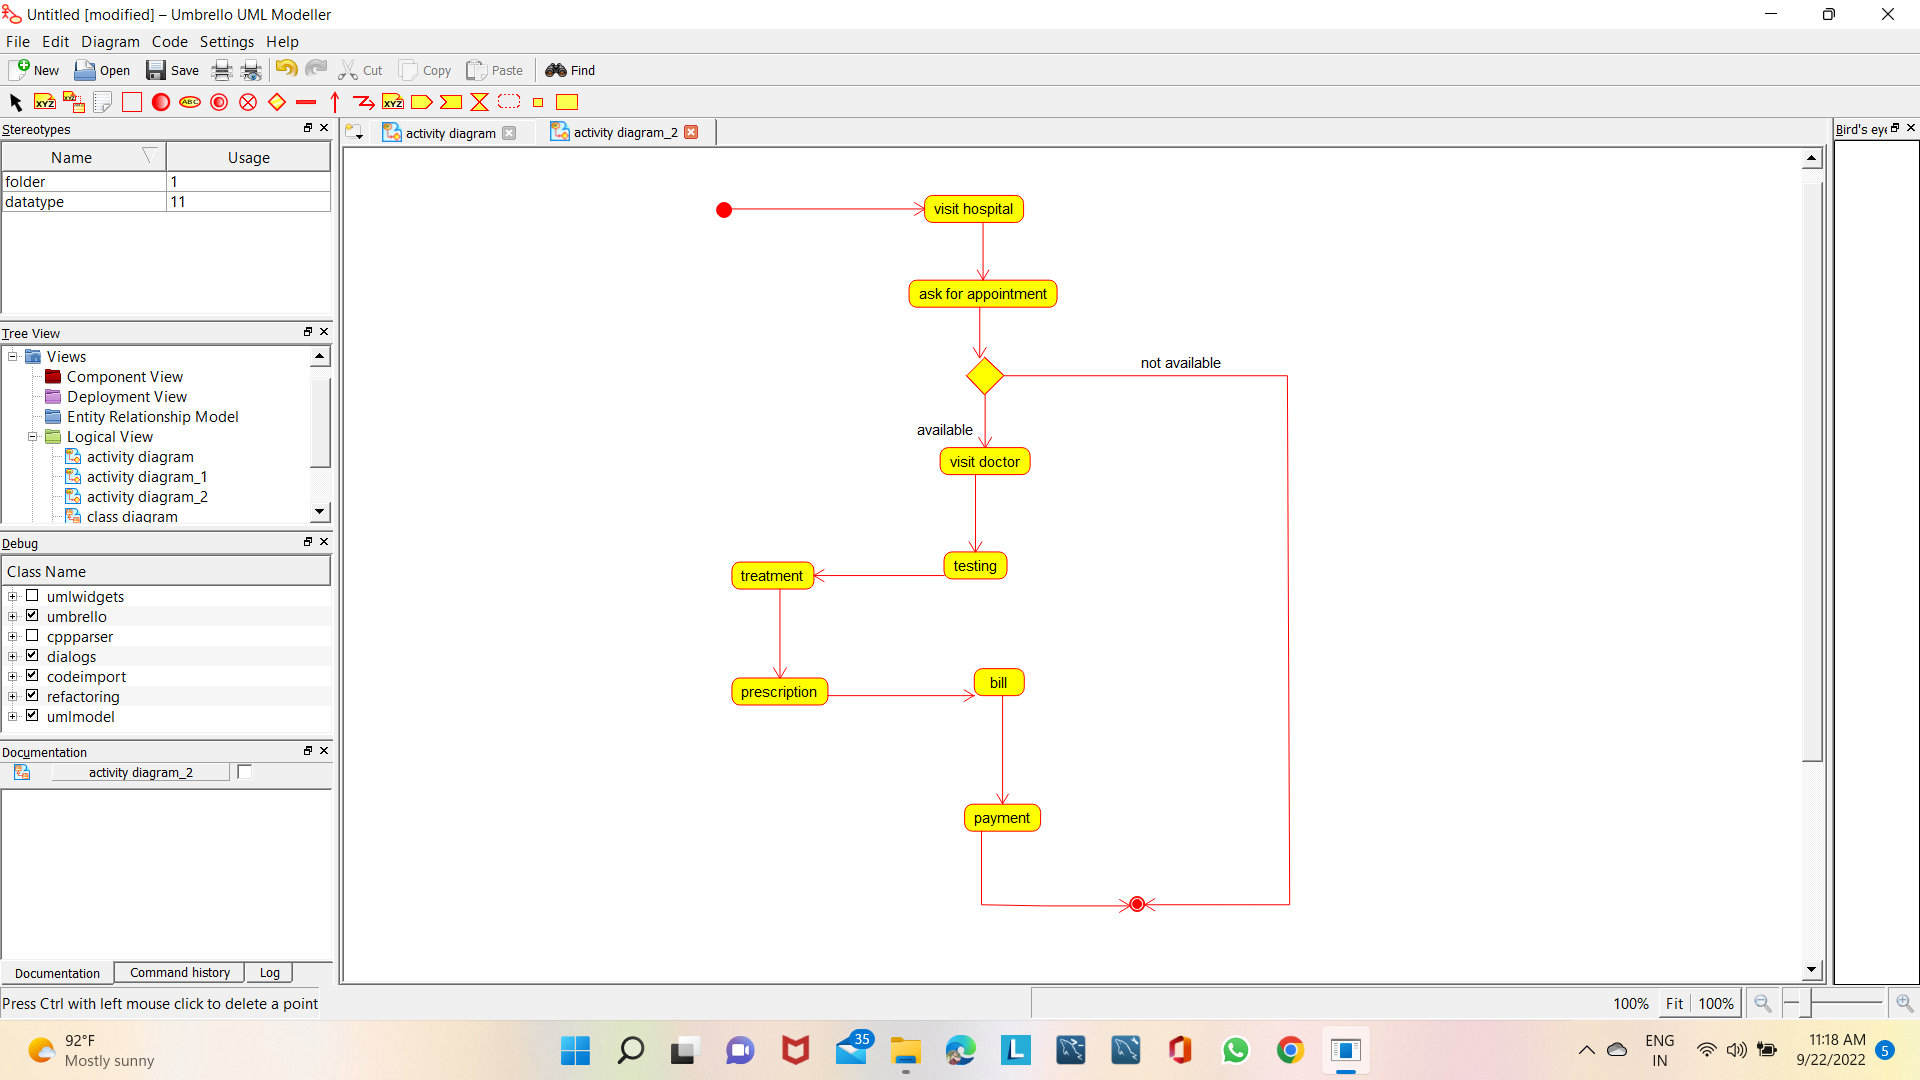 Untitled [modified] – Umbrello UML Modeller
File Edit Diagram Code Settings Help
New Open Save Cut Copy Paste Find
XYZ XYZ ABC XYZ
Stereotypes
Name Usage
folder 1
datatype 11
Tree View
Views
Component View
Deployment View
Entity Relationship Model
Logical View
activity diagram
activity diagram_1
activity diagram_2
class diagram
Debug
Class Name
umlwidgets
umbrello
cppparser
dialogs
codeimport
refactoring
umlmodel
Documentation
activity diagram_2
Documentation Command history Log
Press Ctrl with left mouse click to delete a point
activity diagram activity diagram_2
visit hospital
ask for appointment
not available
available
visit doctor
testing
treatment
prescription
bill
payment
Bird's eye
100% Fit 100%
92°F
Mostly sunny
35
L
ENG
IN
11:18 AM
9/22/2022
5